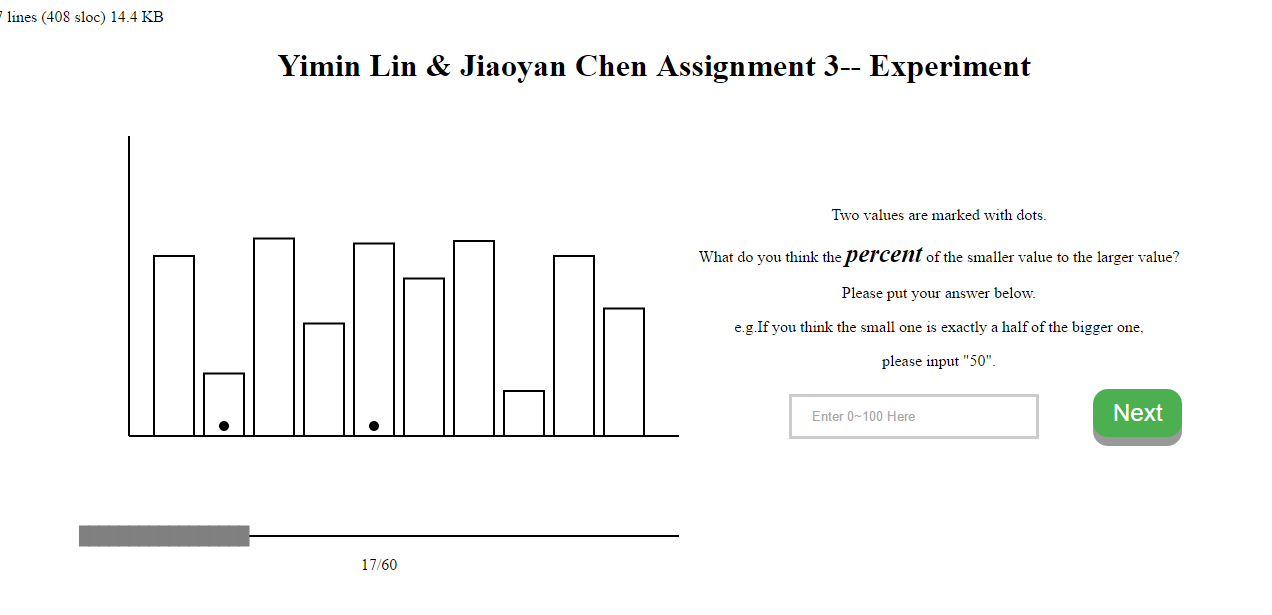 7 lines (408 sloc) 14.4 KB
Yimin Lin & Jiaoyan Chen Assignment 3-- Experiment
Two values are marked with dots.
What do you think the percent of the smaller value to the larger value?
Please put your answer below.
e.g.If you think the small one is exactly a half of the bigger one,
please input "50".
Enter 0~100 Here
Next
17/60